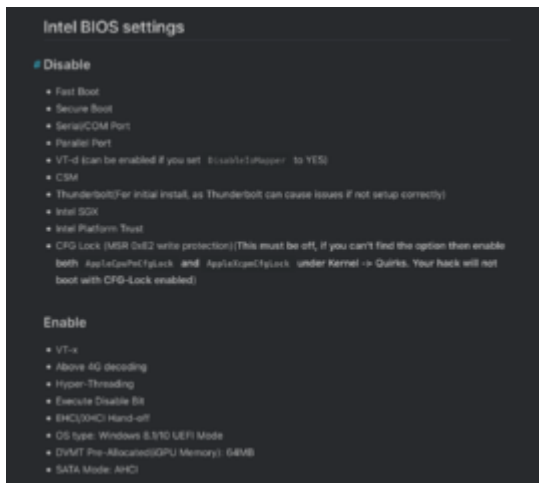 Intel BIOS settings
# Disable
• Fast Boot
• Secure Boot
• Serial/COM Port
• Parallel Port
• VT-d (can be enabled if you set DisableIoMapper to YES)
• CSM
• Thunderbolt(For initial install, as Thunderbolt can cause issues if not setup correctly)
• Intel SGX
• Intel Platform Trust
• CFG Lock (MSR 0xE2 write protection)(This must be off, if you can't find the option then enable
both AppleCpuPmCfgLock and AppleXcpmCfgLock under Kernel -> Quirks. Your hack will not
boot with CFG-Lock enabled)
Enable
• VT-x
• Above 4G decoding
• Hyper-Threading
• Execute Disable Bit
• EHCI/XHCI Hand-off
• OS type: Windows 8.1/10 UEFI Mode
• DVMT Pre-Allocated(iGPU Memory): 64MB
• SATA Mode: AHCI